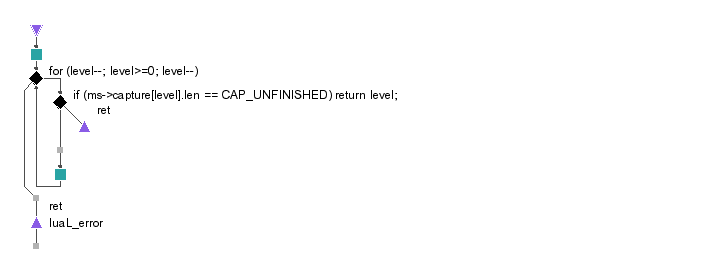 for (level--; level>=0; level--)
if (ms->capture[level].len == CAP_UNFINISHED) return level;
ret
ret
luaL_error